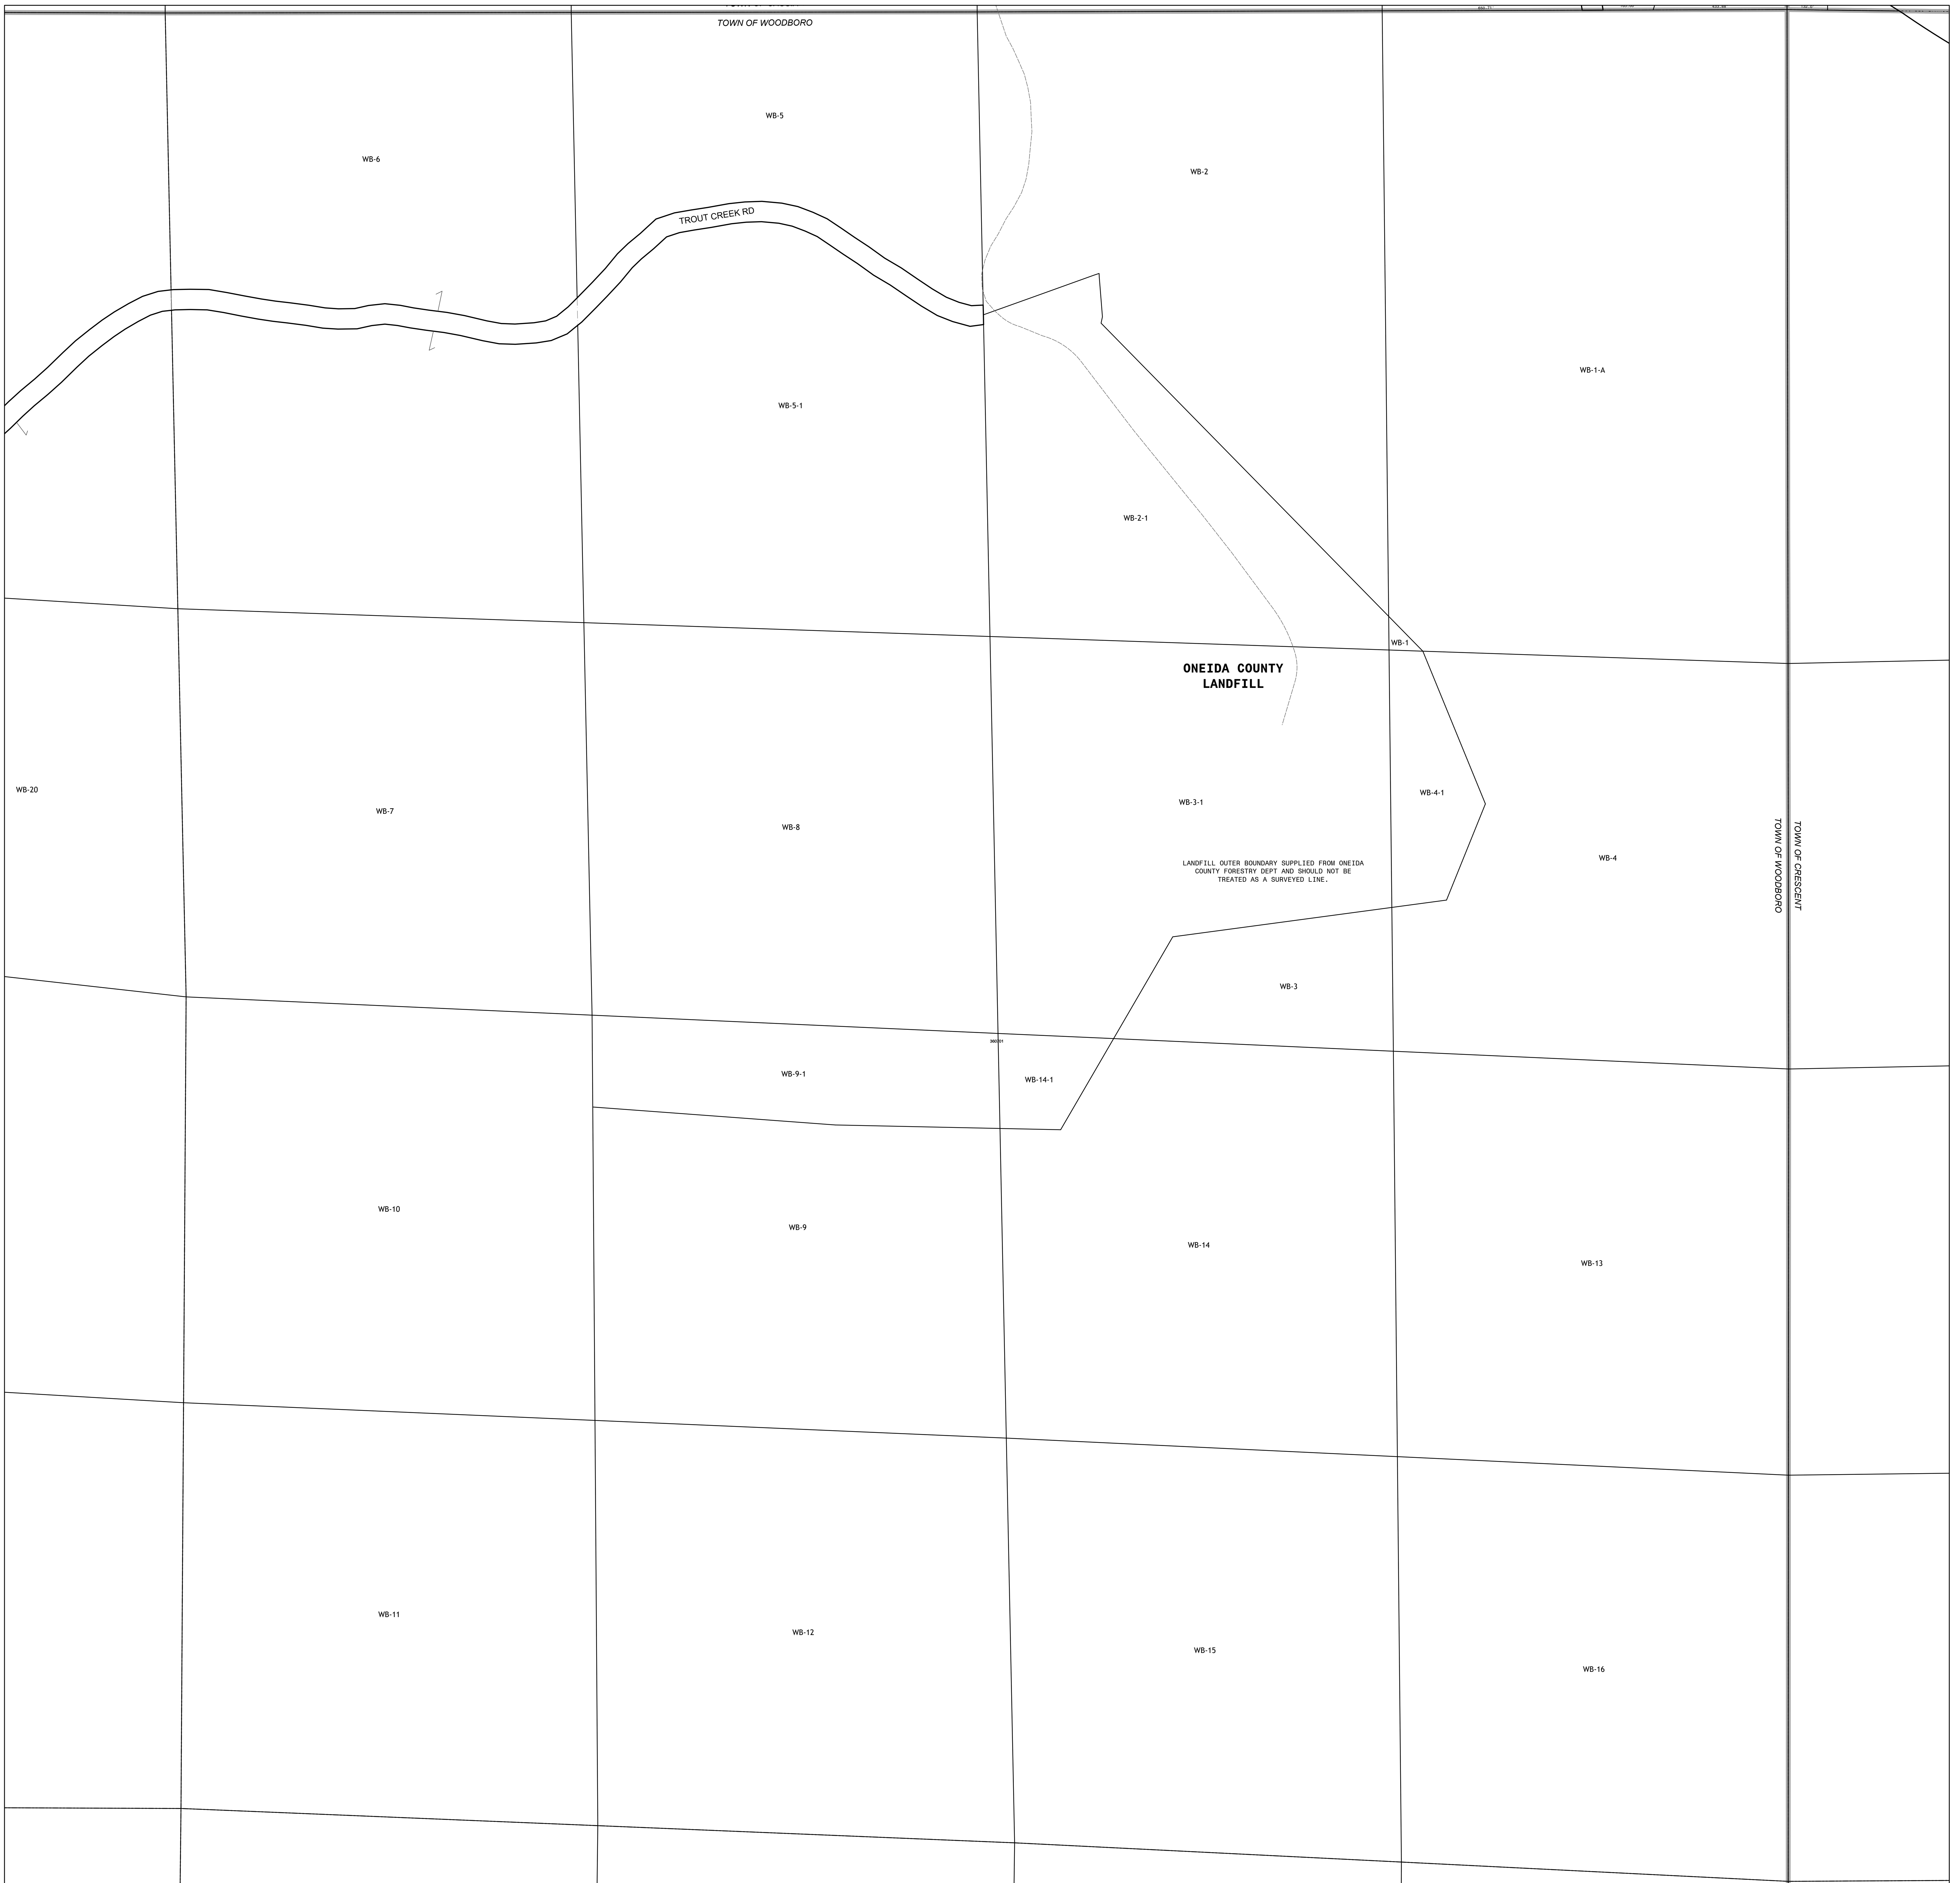 TOWN OF WOODBORO
WB-5
WB-6
WB-2
TROUT CREEK RD
WB-1-A
WB-5-1
WB-2-1
WB-1
ONEIDA COUNTY
LANDFILL
WB-20
WB-7
WB-8
WB-3-1
WB-4-1
WB-4
TOWN OF WOODBORO
TOWN OF CRESCENT
LANDFILL OUTER BOUNDARY SUPPLIED FROM ONEIDA
COUNTY FORESTRY DEPT AND SHOULD NOT BE
TREATED AS A SURVEYED LINE.
WB-3
WB-9-1
WB-14-1
WB-10
WB-9
WB-14
WB-13
WB-11
WB-12
WB-15
WB-16